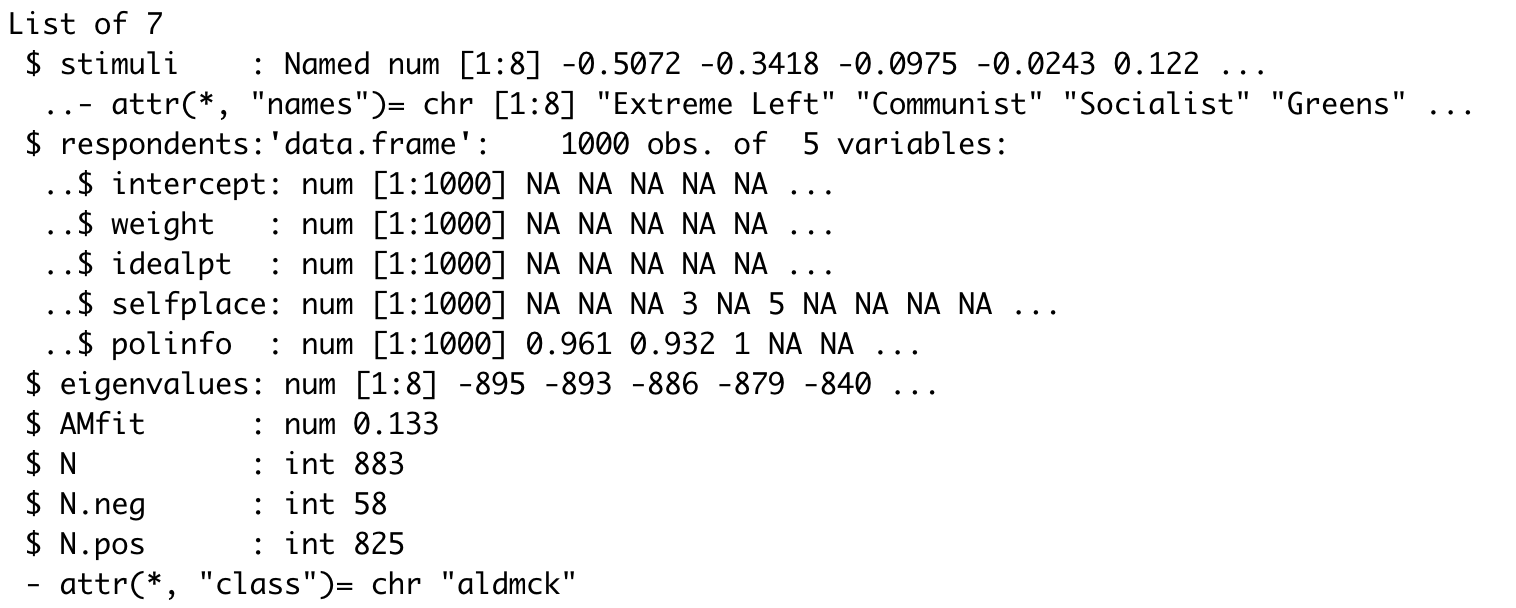 List of 7
 $ stimuli    : Named num [1:8] -0.5072 -0.3418 -0.0975 -0.0243 0.122 ...
  ..- attr(*, "names")= chr [1:8] "Extreme Left" "Communist" "Socialist" "Greens" ...
 $ respondents:'data.frame':	1000 obs. of  5 variables:
  ..$ intercept: num [1:1000] NA NA NA NA NA ...
  ..$ weight   : num [1:1000] NA NA NA NA NA ...
  ..$ idealpt  : num [1:1000] NA NA NA NA NA ...
  ..$ selfplace: num [1:1000] NA NA NA 3 NA 5 NA NA NA NA ...
  ..$ polinfo  : num [1:1000] 0.961 0.932 1 NA NA ...
 $ eigenvalues: num [1:8] -895 -893 -886 -879 -840 ...
 $ AMfit      : num 0.133
 $ N          : int 883
 $ N.neg      : int 58
 $ N.pos      : int 825
 - attr(*, "class")= chr "aldmck"